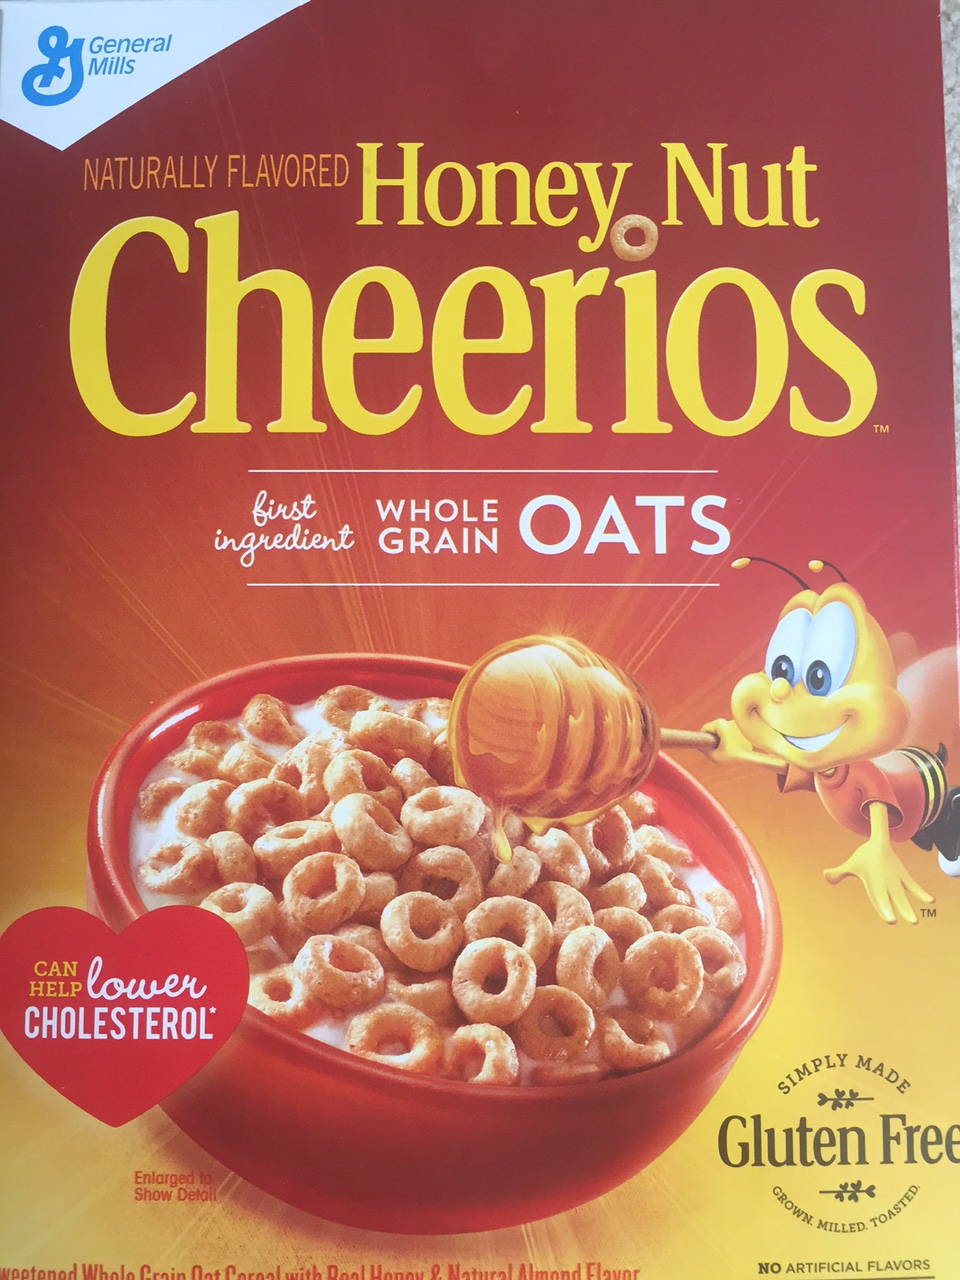 General
Mills
NATURALLY FLAVORED Honey Nut
Cheerios™
first
ingredient
WHOLE
GRAIN
OATS
™
CAN
HELP
lower
CHOLESTEROL*
SIMPLY MADE
Gluten Free
GROWN. MILLED. TOASTED.
Enlarged to
Show Detail
weetened Whole Grain Oat Cereal with Real Honey & Natural Almond Flavor
NO ARTIFICIAL FLAVORS